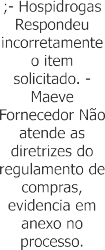 ;- Hospidrogas
Respondeu
incorretamente
o item
solicitado. -
Maeve
Fornecedor Não
atende as
diretrizes do
regulamento de
compras,
evidencia em
anexo no
processo.